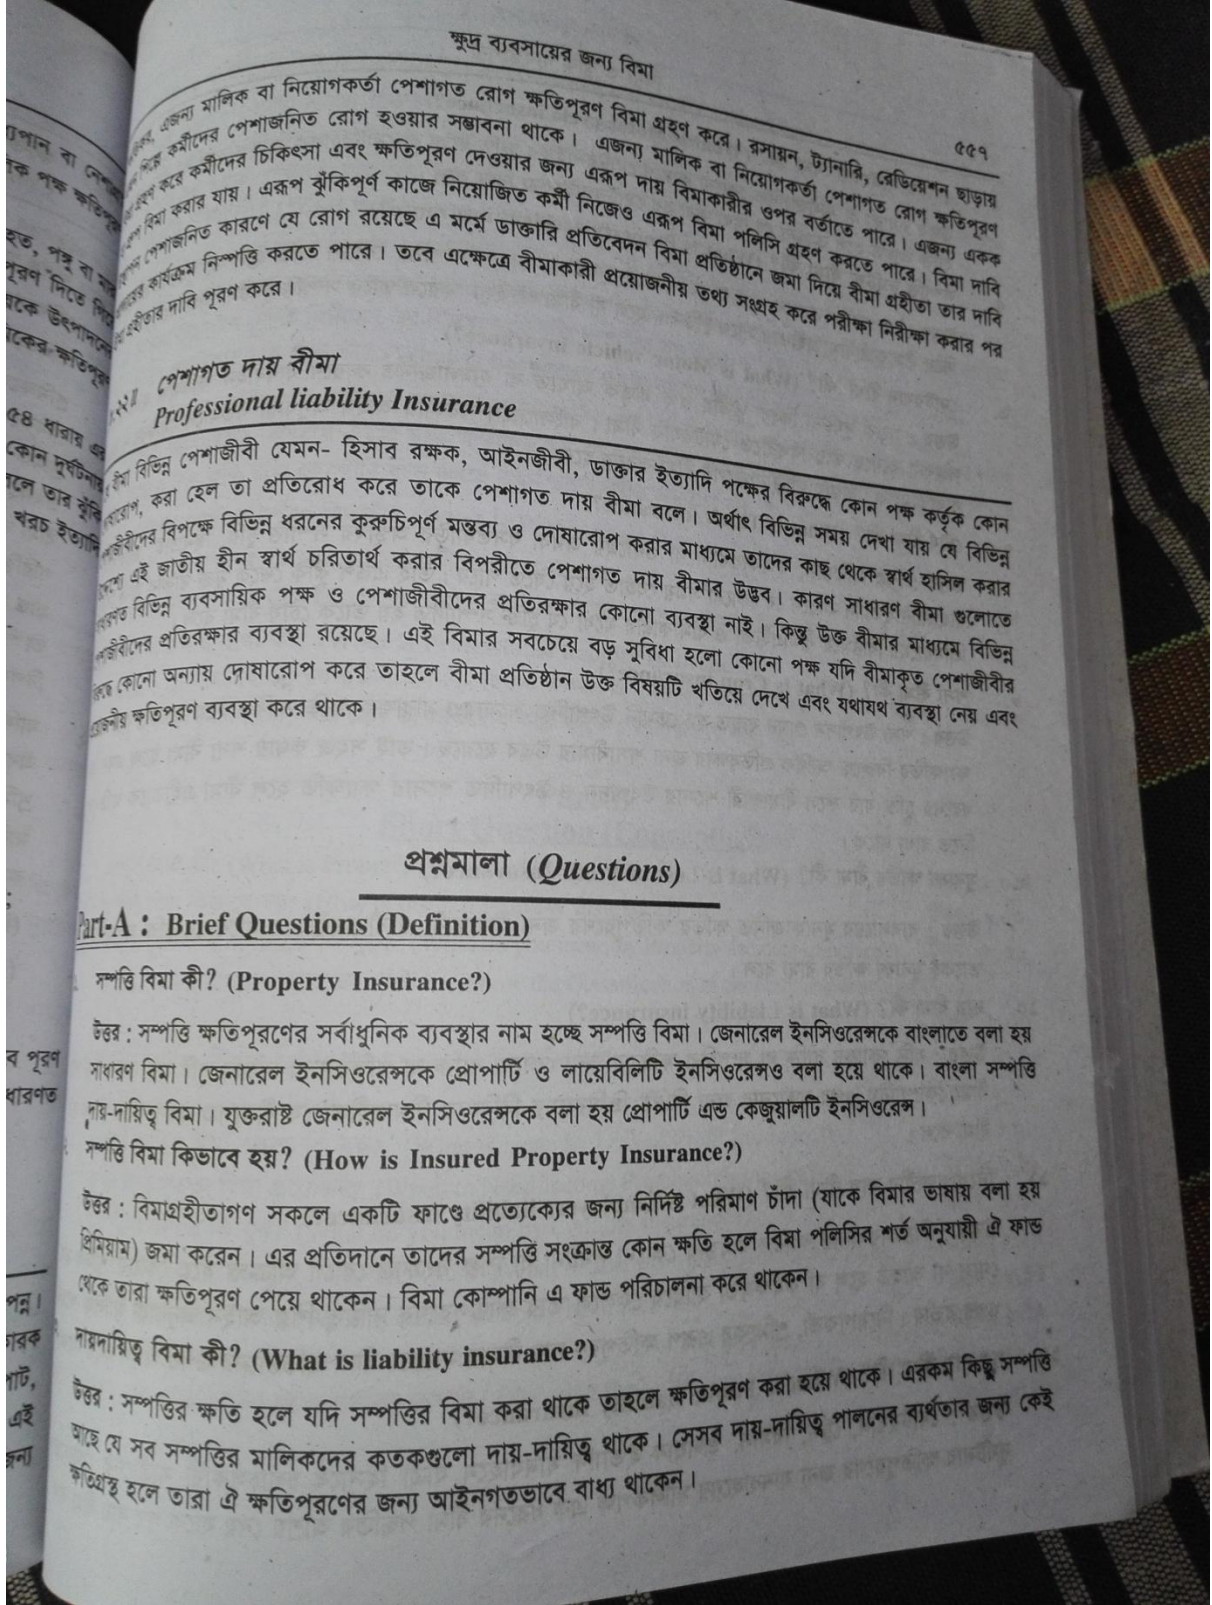 ক্ষুদ্র ব্যবসায়ের জন্য বিমা
৫৫৭
এজন্য মালিক বা নিয়োগকর্তা পেশাগত রোগ ক্ষতিপূরণ বিমা গ্রহণ করে। রসায়ন, ট্যানারি, রেডিয়েশন ছাড়ায়
কর্মীদের পেশাজনিত রোগ হওয়ার সম্ভাবনা থাকে। এজন্য মালিক বা নিয়োগকর্তা পেশাগত রোগ ক্ষতিপূরণ
গ্রহণ করে কর্মীদের চিকিৎসা এবং ক্ষতিপূরণ দেওয়ার জন্য এরূপ দায় বিমাকারীর ওপর বর্তাতে পারে। এজন্য একক
বিমা করার যায়। এরূপ ঝুঁকিপূর্ণ কাজে নিয়োজিত কর্মী নিজেও এরূপ বিমা পলিসি গ্রহণ করতে পারে। বিমা দাবি
পেশাজনিত কারণে যে রোগ রয়েছে এ মর্মে ডাক্তারি প্রতিবেদন বিমা প্রতিষ্ঠানে জমা দিয়ে বীমা গ্রহীতা তার দাবি
কার্যক্রম নিষ্পত্তি করতে পারে। তবে এক্ষেত্রে বীমাকারী প্রয়োজনীয় তথ্য সংগ্রহ করে পরীক্ষা নিরীক্ষা করার পর
গ্রহীতার দাবি পূরণ করে।
২২॥ পেশাগত দায় বীমা
Professional liability Insurance
বীমা বিভিন্ন পেশাজীবী যেমন- হিসাব রক্ষক, আইনজীবী, ডাক্তার ইত্যাদি পক্ষের বিরুদ্ধে কোন পক্ষ কর্তৃক কোন
করা হেল তা প্রতিরোধ করে তাকে পেশাগত দায় বীমা বলে। অর্থাৎ বিভিন্ন সময় দেখা যায় যে বিভিন্ন
বিপক্ষে বিভিন্ন ধরনের কুরুচিপূর্ণ মন্তব্য ও দোষারোপ করার মাধ্যমে তাদের কাছ থেকে স্বার্থ হাসিল করার
এই জাতীয় হীন স্বার্থ চরিতার্থ করার বিপরীতে পেশাগত দায় বীমার উদ্ভব। কারণ সাধারণ বীমা গুলোতে
বিভিন্ন ব্যবসায়িক পক্ষ ও পেশাজীবীদের প্রতিরক্ষার কোনো ব্যবস্থা নাই। কিন্তু উক্ত বীমার মাধ্যমে বিভিন্ন
প্রতিরক্ষার ব্যবস্থা রয়েছে। এই বিমার সবচেয়ে বড় সুবিধা হলো কোনো পক্ষ যদি বীমাকৃত পেশাজীবীর
কোনো অন্যায় দোষারোপ করে তাহলে বীমা প্রতিষ্ঠান উক্ত বিষয়টি খতিয়ে দেখে এবং যথাযথ ব্যবস্থা নেয় এবং
ক্ষতিপূরণ ব্যবস্থা করে থাকে।
প্রশ্নমালা (Questions)
Part-A : Brief Questions (Definition)
সম্পত্তি বিমা কী? (Property Insurance?)
উত্তর : সম্পত্তি ক্ষতিপূরণের সর্বাধুনিক ব্যবস্থার নাম হচ্ছে সম্পত্তি বিমা। জেনারেল ইনসিওরেন্সকে বাংলাতে বলা হয়
সাধারণ বিমা। জেনারেল ইনসিওরেন্সকে প্রোপার্টি ও লায়েবিলিটি ইনসিওরেন্সও বলা হয়ে থাকে। বাংলা সম্পত্তি
দায়-দায়িত্ব বিমা। যুক্তরাষ্ট্রে জেনারেল ইনসিওরেন্সকে বলা হয় প্রোপার্টি এন্ড কেজুয়ালটি ইনসিওরেন্স।
সম্পত্তি বিমা কিভাবে হয়? (How is Insured Property Insurance?)
উত্তর : বিমাগ্রহীতাগণ সকলে একটি ফাণ্ডে প্রত্যেক্যের জন্য নির্দিষ্ট পরিমাণ চাঁদা (যাকে বিমার ভাষায় বলা হয়
প্রিমিয়াম) জমা করেন। এর প্রতিদানে তাদের সম্পত্তি সংক্রান্ত কোন ক্ষতি হলে বিমা পলিসির শর্ত অনুযায়ী ঐ ফান্ড
থেকে তারা ক্ষতিপূরণ পেয়ে থাকেন। বিমা কোম্পানি এ ফান্ড পরিচালনা করে থাকেন।
দায়দায়িত্ব বিমা কী? (What is liability insurance?)
উত্তর : সম্পত্তির ক্ষতি হলে যদি সম্পত্তির বিমা করা থাকে তাহলে ক্ষতিপূরণ করা হয়ে থাকে। এরকম কিছু সম্পত্তি
আছে যে সব সম্পত্তির মালিকদের কতকগুলো দায়-দায়িত্ব থাকে। সেসব দায়-দায়িত্ব পালনের ব্যর্থতার জন্য কেই
ক্ষতিগ্রস্থ হলে তারা ঐ ক্ষতিপূরণের জন্য আইনগতভাবে বাধ্য থাকেন।